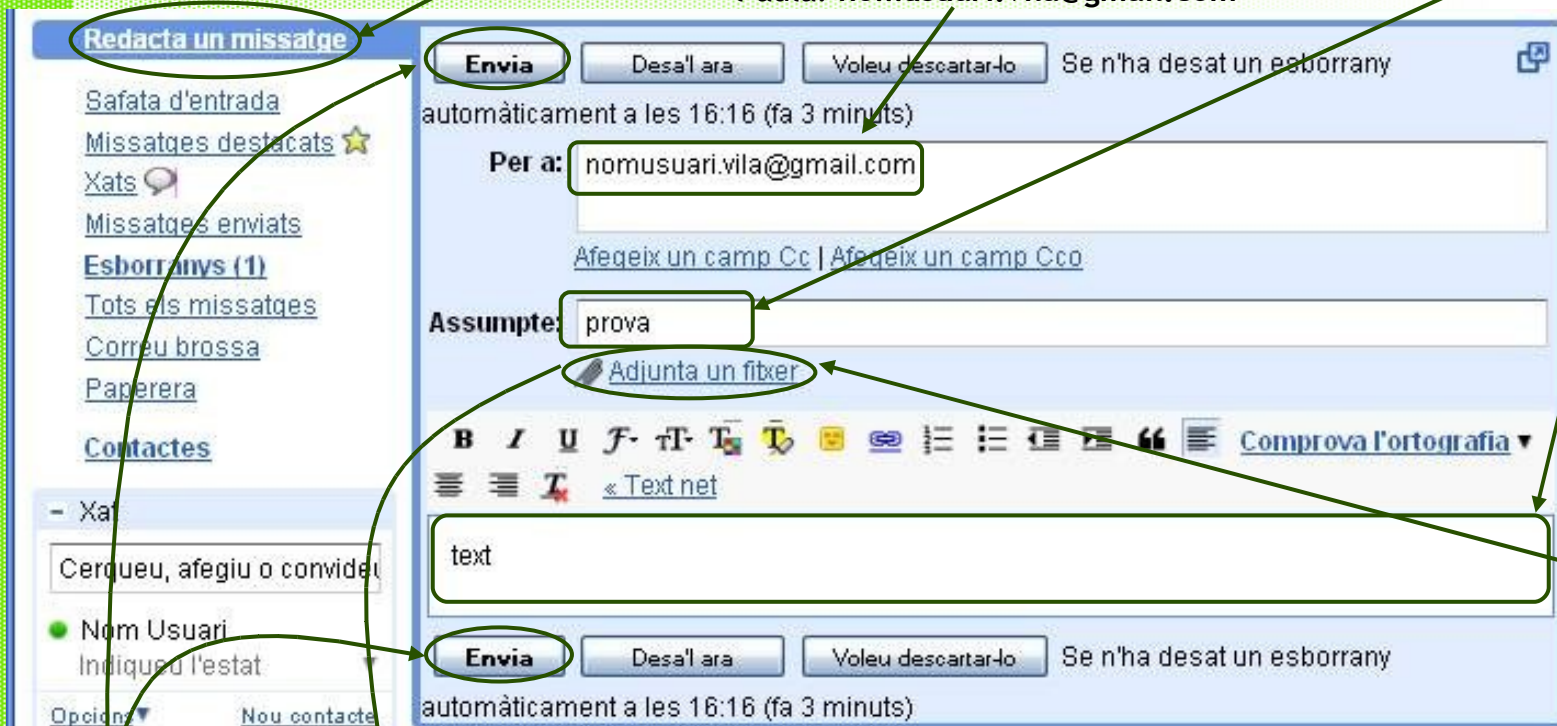 nomusuari.vila@gmail.com
Redacta un missatge
Safata d'entrada
Missatges destacats
Xats
Missatges enviats
Esborranys (1)
Tots els missatges
Correu brossa
Paperera
Contactes
- Xat
Cerqueu, afegiu o convideu
Nom Usuari
Indiqueu l'estat
Opcions Nou contacte
Envia Desa'l ara Voleu descartar-lo Se n'ha desat un esborrany
automàticament a les 16:16 (fa 3 minuts)
Per a: nomusuari.vila@gmail.com
Afegeix un camp Cc | Afegeix un camp Cco
Assumpte: prova
Adjunta un fitxer
B I U Comprova l'ortografia
« Text net
text
Envia Desa'l ara Voleu descartar-lo Se n'ha desat un esborrany
automàticament a les 16:16 (fa 3 minuts)